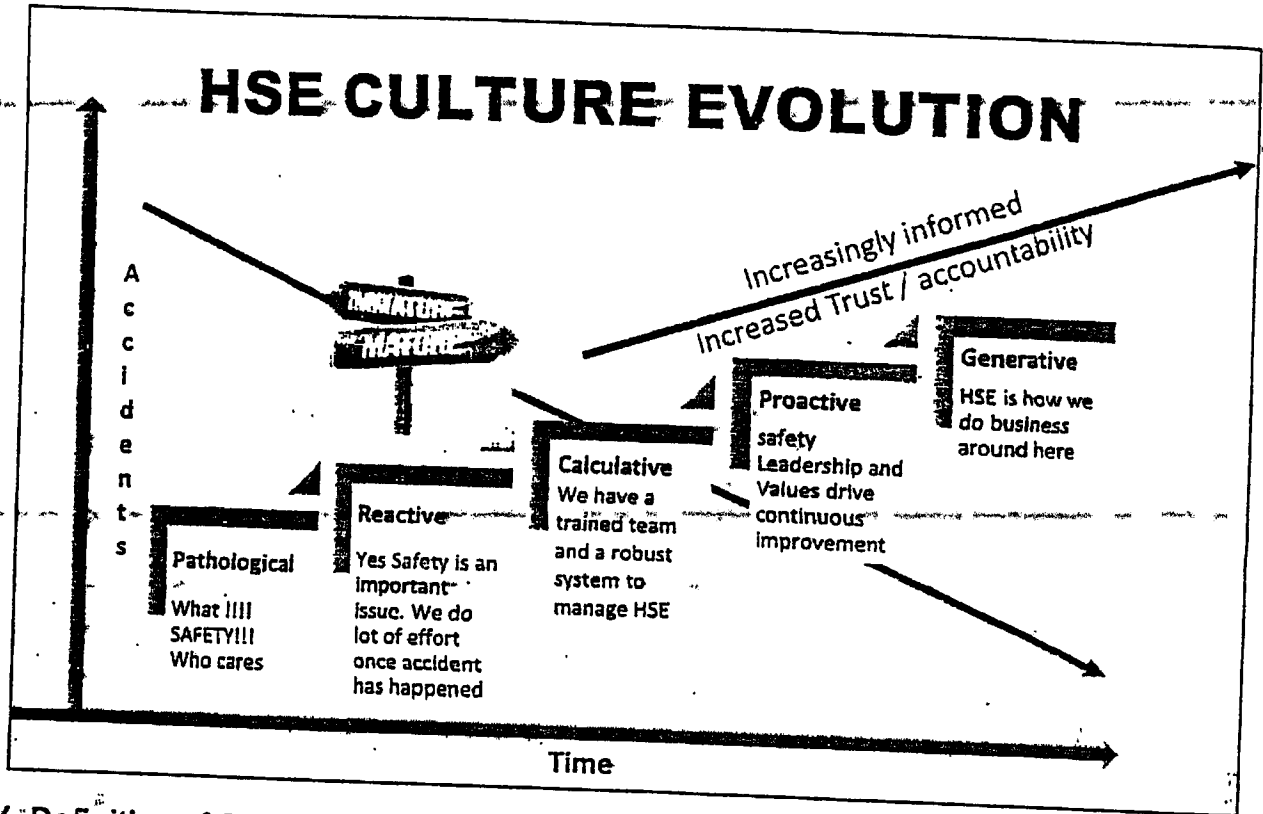 HSE CULTURE EVOLUTION
Accidents
IMMATURE
MATURE
Increasingly informed
Increased Trust / accountability
Pathological
What !!!!
SAFETY!!!
Who cares
Reactive
Yes Safety is an
important
issue. We do
lot of effort
once accident
has happened
Calculative
We have a
trained team
and a robust
system to
manage HSE
Proactive
safety
Leadership and
Values drive
continuous
improvement
Generative
HSE is how we
do business
around here
Time